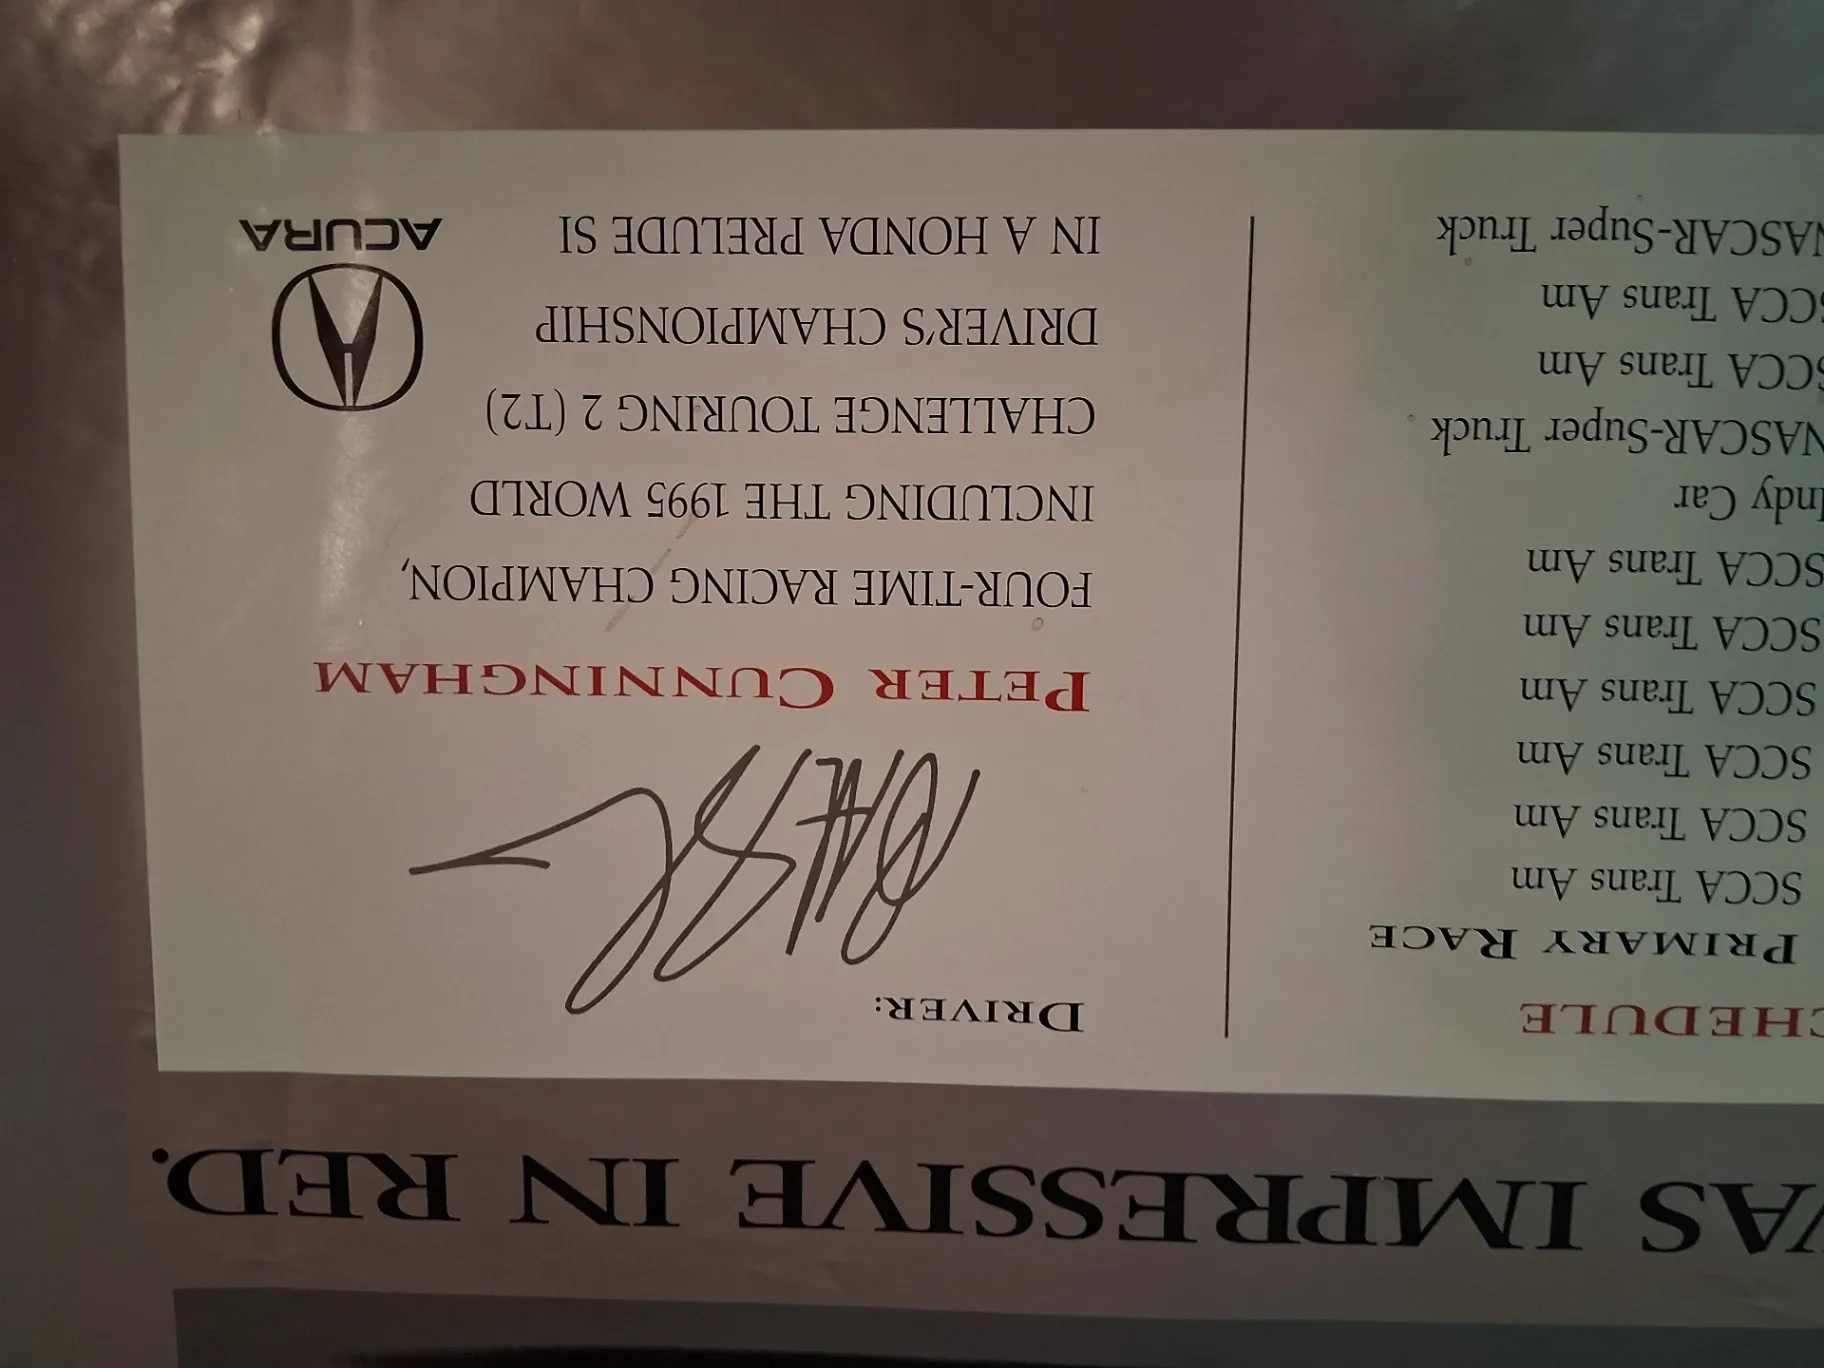 WAS IMPRESSIVE IN RED.
CHEDULE
PRIMARY RACE
SCCA Trans Am
SCCA Trans Am
SCCA Trans Am
SCCA Trans Am
SCCA Trans Am
SCCA Trans Am
Indy Car
NASCAR-Super Truck
SCCA Trans Am
SCCA Trans Am
NASCAR-Super Truck
DRIVER:
PETER CUNNINGHAM
FOUR-TIME RACING CHAMPION,
INCLUDING THE 1995 WORLD
CHALLENGE TOURING 2 (T2)
DRIVER'S CHAMPIONSHIP
IN A HONDA PRELUDE SI
ACURA